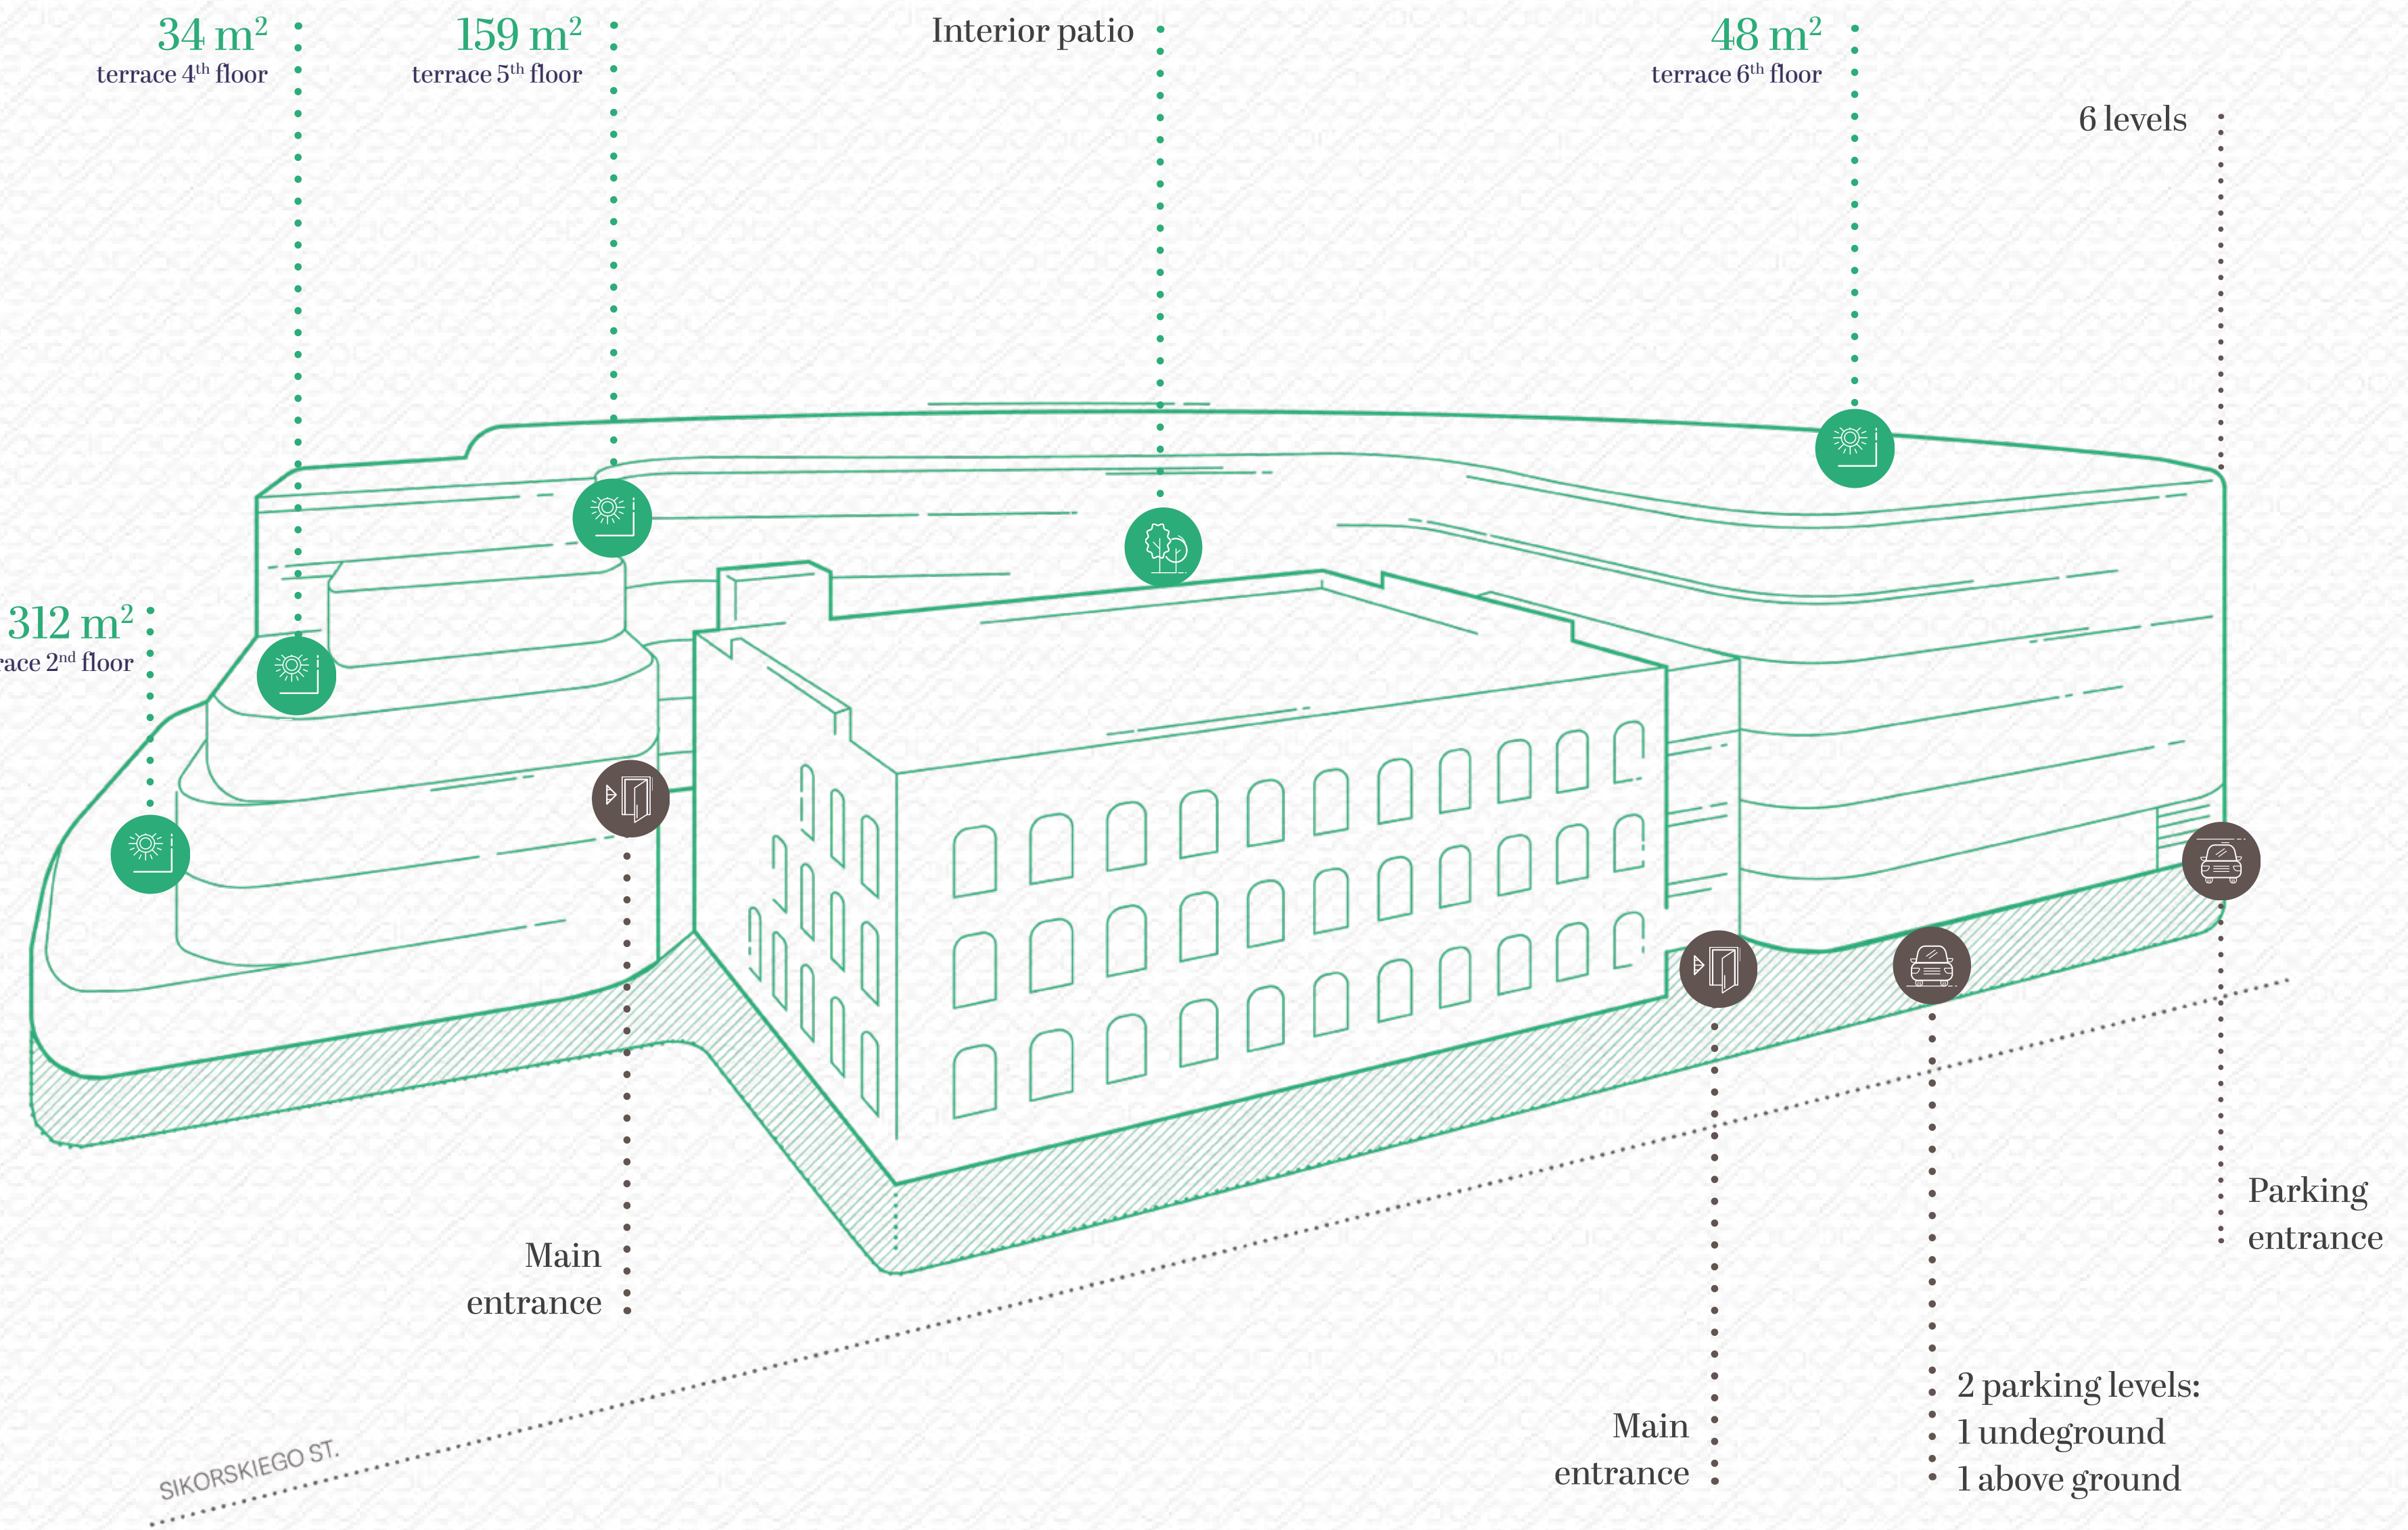 34 m²
terrace 4th floor
159 m²
terrace 5th floor
Interior patio
48 m²
terrace 6th floor
6 levels
312 m²
race 2nd floor
Main
entrance
Parking
entrance
Main
entrance
2 parking levels:
1 undeground
1 above ground
SIKORSKIEGO ST.